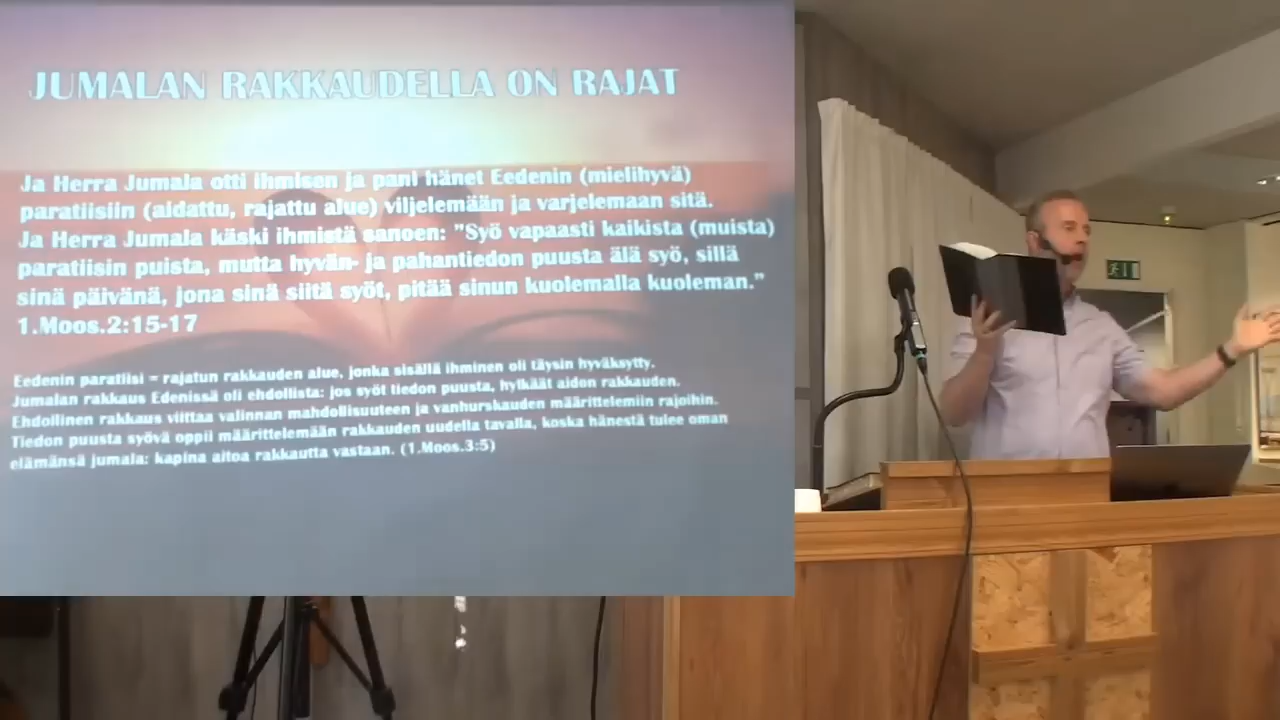 JUMALAN RAKKAUDELLA ON RAJAT
Ja Herra Jumala otti ihmisen ja pani hänet Eedenin (mielihyvä)
paratiisiin (aidattu, rajattu alue) viljelemään ja varjelemaan sitä.
Ja Herra Jumala käski ihmistä sanoen: "Syö vapaasti kaikista (muista)
paratiisin puista, mutta hyvän- ja pahantiedon puusta älä syö, sillä
sinä päivänä, jona sinä siitä syöt, pitää sinun kuolemalla kuoleman."
1.Moos.2:15-17
Eedenin paratiisi = rajatun rakkauden alue, jonka sisällä ihminen oli täysin hyväksytty.
Jumalan rakkaus Edenissä oli ehdollista: jos syöt tiedon puusta, hylkäät aidon rakkauden.
Ehdollinen rakkaus viittaa valinnan mahdollisuuteen ja vanhurskauden määrittelemiin rajoihin.
Tiedon puusta syövä oppii määrittelemään rakkauden uudella tavalla, koska hänestä tulee oman
elämänsä jumala: kapina aitoa rakkautta vastaan. (1.Moos.3:5)